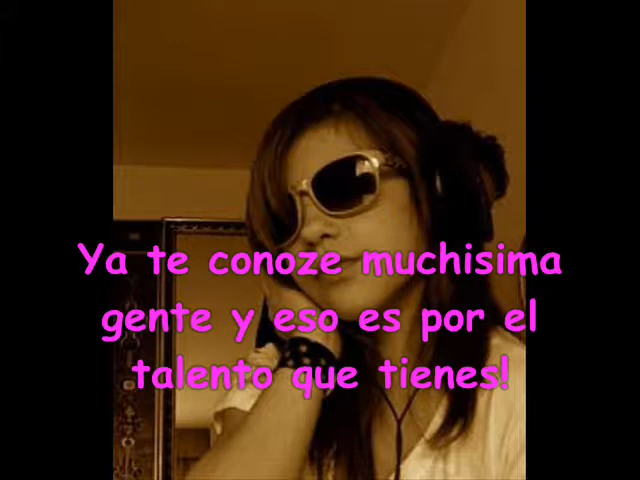 Ya te conoze muchisima
gente y eso es por el
talento que tienes!